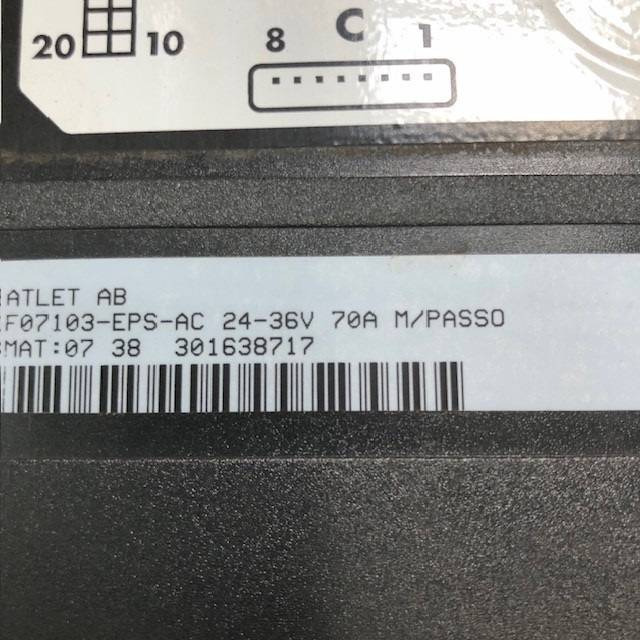 20 10
8 C 1
ATLET AB
F07103-EPS-AC 24-36V 70A M/PASSO
MAT:07 38 301638717